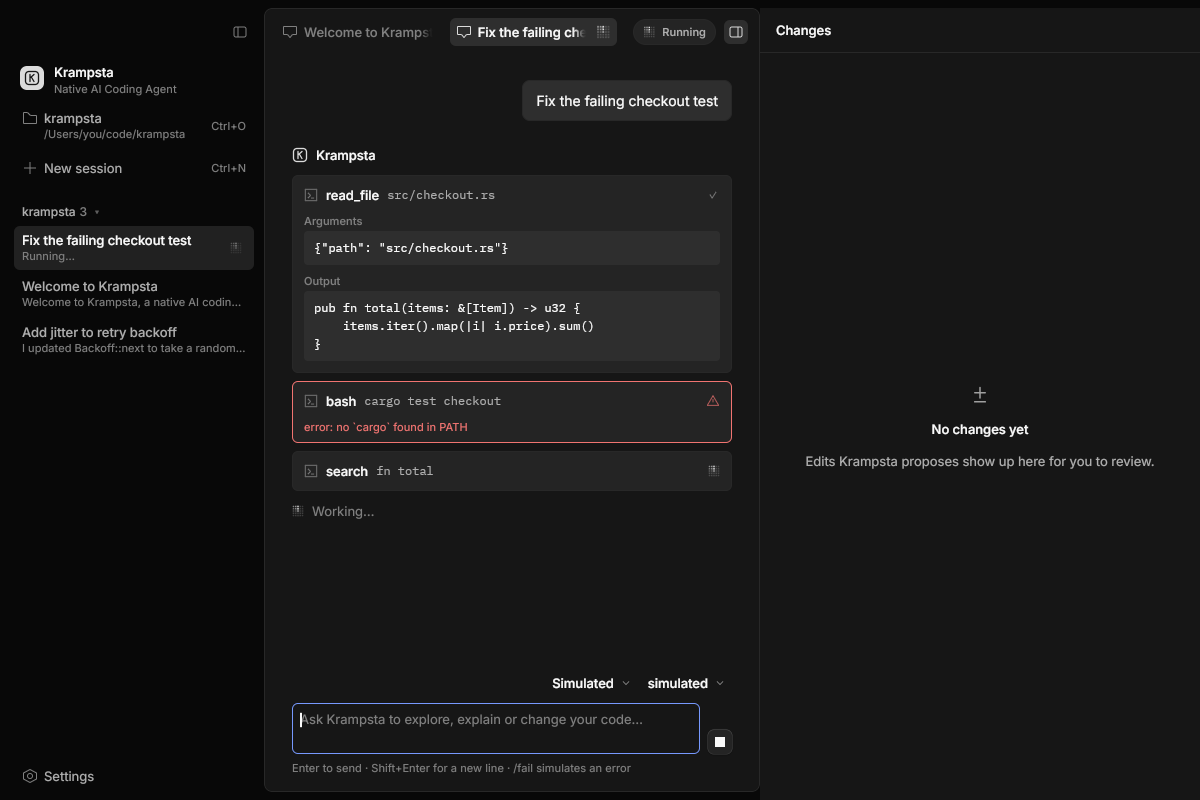 Krampsta
Native AI Coding Agent
krampsta
/Users/you/code/krampsta
Ctrl+O
New session
Ctrl+N
krampsta 3
Fix the failing checkout test
Running...
Welcome to Krampsta
Welcome to Krampsta, a native AI codin...
Add jitter to retry backoff
I updated Backoff::next to take a random...
Settings
Welcome to Kramps
Fix the failing che
Running
Fix the failing checkout test
K Krampsta
read_file src/checkout.rs
Arguments
{"path": "src/checkout.rs"}
Output
pub fn total(items: &[Item]) -> u32 {
    items.iter().map(|i| i.price).sum()
}
bash cargo test checkout
error: no `cargo` found in PATH
search fn total
Working...
Simulated
simulated
Ask Krampsta to explore, explain or change your code...
Enter to send · Shift+Enter for a new line · /fail simulates an error
Changes
No changes yet
Edits Krampsta proposes show up here for you to review.